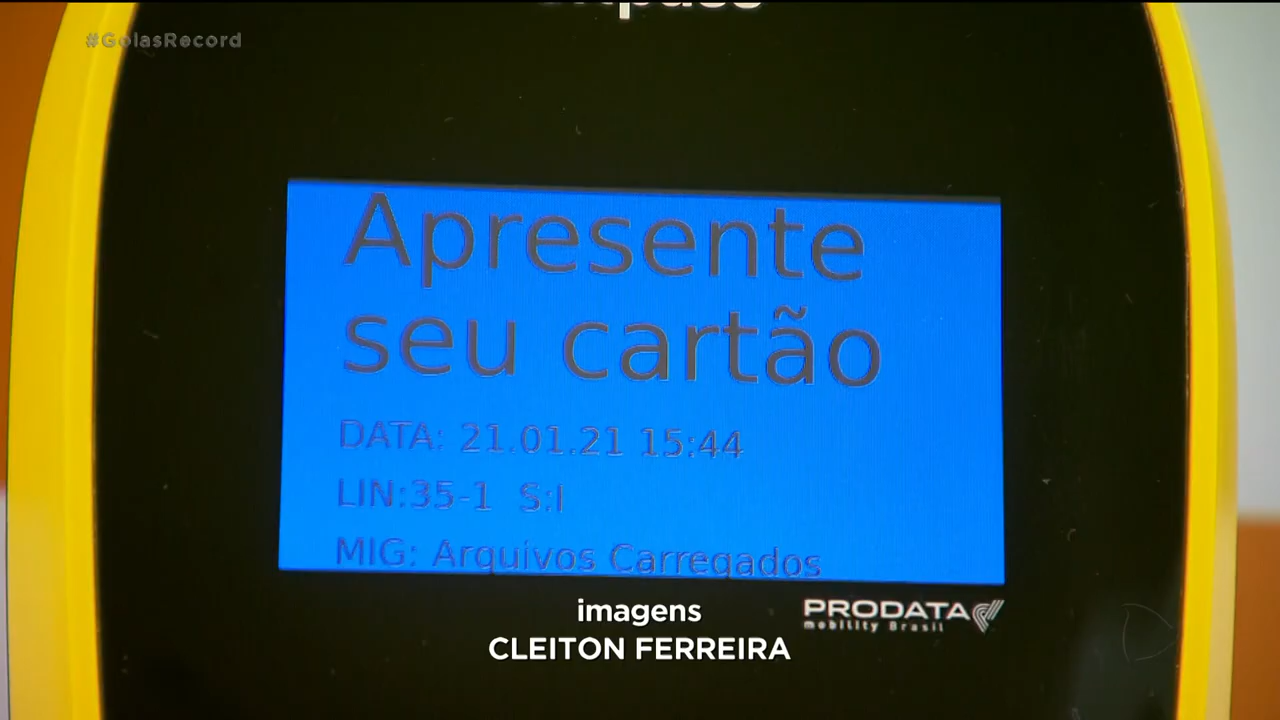 #GoiásRecord
Apresente
seu cartão
DATA: 21.01.21 15:44
LIN:35-1 S:I
MIG: Arquivos Carregados
imagens
CLEITON FERREIRA
PRODATA
mobility Brasil